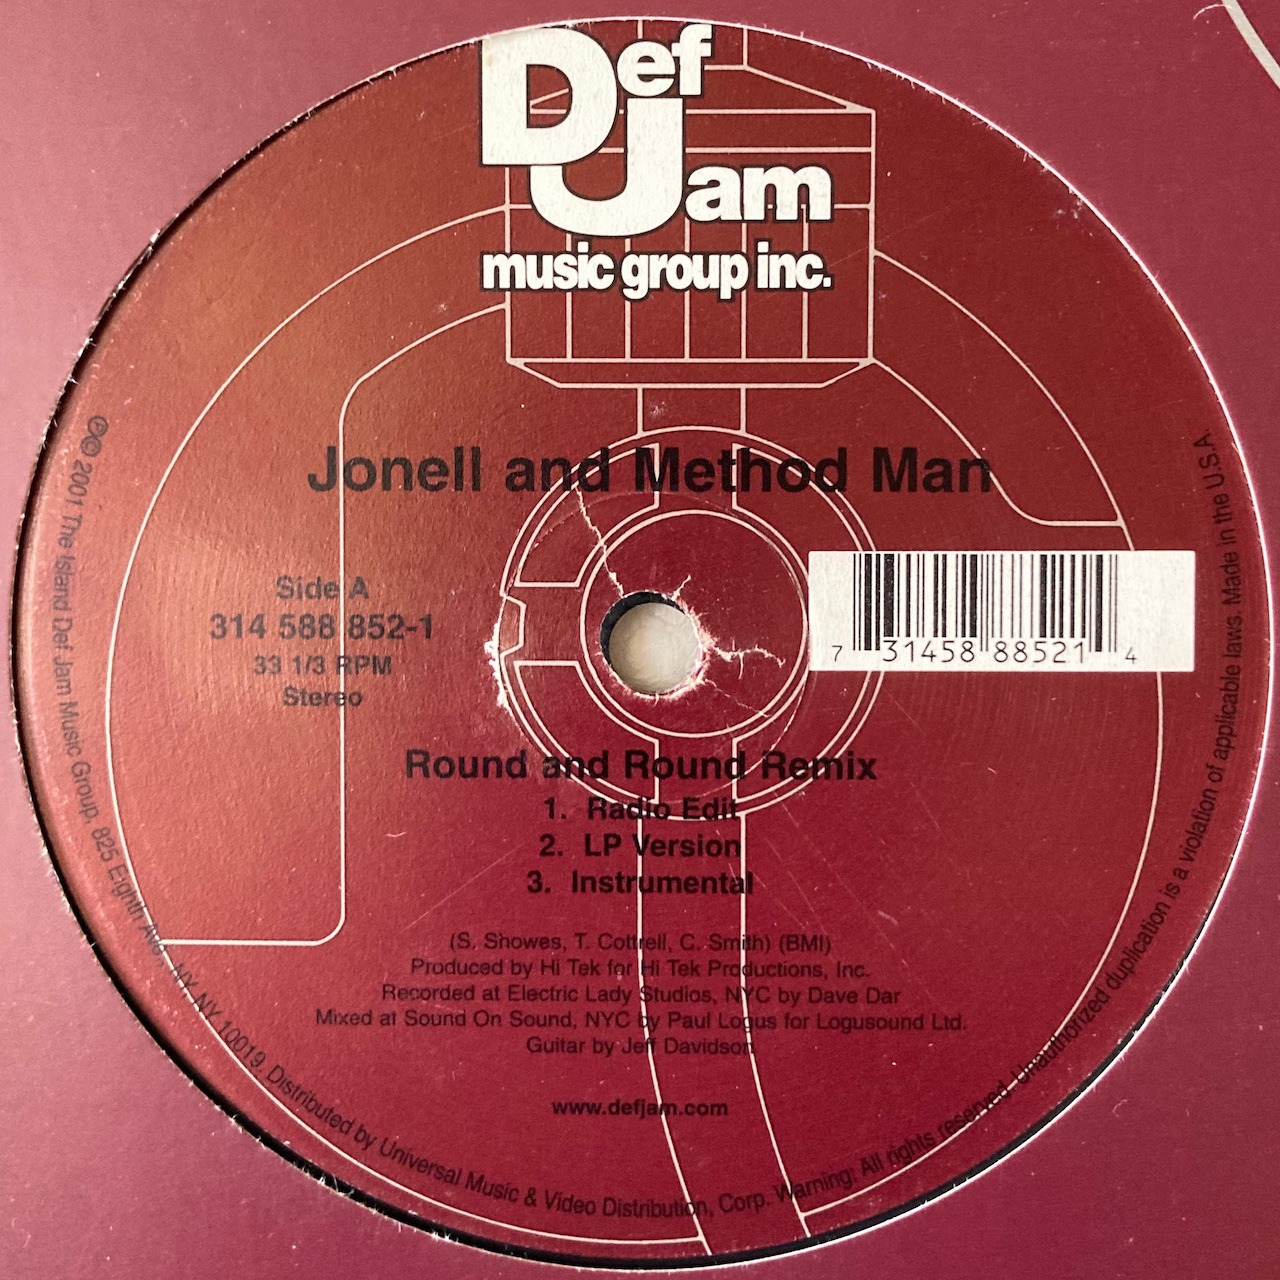 Def
Jam
music group inc.
Jonell and Method Man
Side A
314 588 852-1
33 1/3 RPM
Stereo
7 31458 88521 4
Round and Round Remix
1. Radio Edit
2. LP Version
3. Instrumental
(S. Showes, T. Cottrell, C. Smith) (BMI)
Produced by Hi Tek for Hi Tek Productions, Inc.
Recorded at Electric Lady Studios, NYC by Dave Dar
Mixed at Sound On Sound, NYC by Paul Logus for Logusound Ltd.
Guitar by Jeff Davidson
www.defjam.com
℗© 2001 The Island Def Jam Music Group, 825 Eighth Ave., NY, NY 10019. Distributed by Universal Music & Video Distribution, Corp. Warning: All rights reserved. Unauthorized duplication is a violation of applicable laws. Made in the U.S.A.